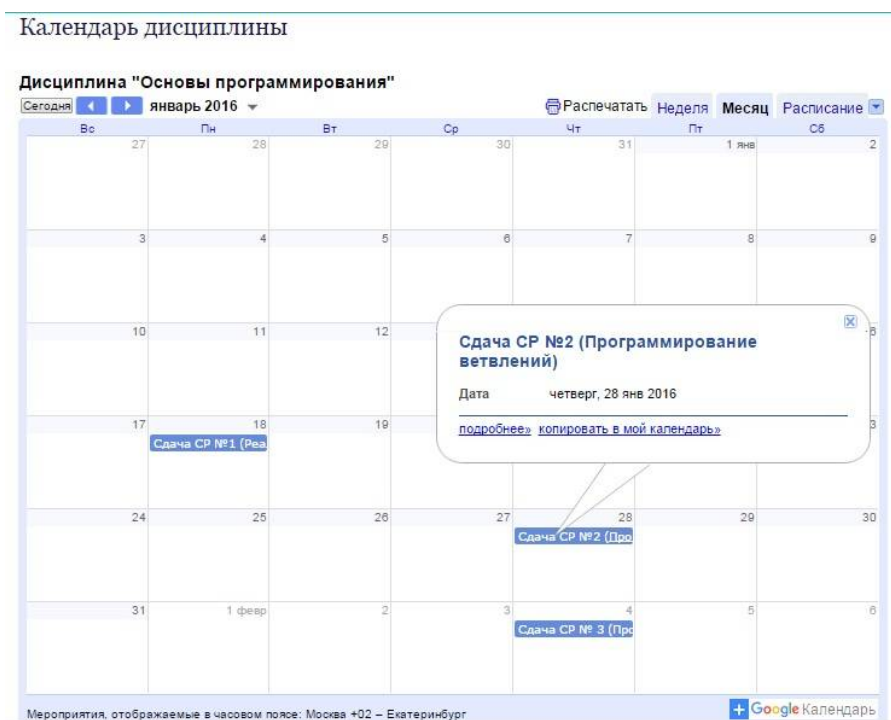 Календарь дисциплины
Дисциплина "Основы программирования"
Сегодня январь 2016 Распечатать Неделя Месяц Расписание
Вс Пн Вт Ср Чт Пт Сб
27 28 29 30 31 1 янв 2
3 4 5 6 7 8 9
10 11 12
Сдача СР №2 (Программирование
ветвлений)
Дата четверг, 28 янв 2016
подробнее» копировать в мой календарь»
17 18 19
Сдача СР №1 (Реа
24 25 26 27 28 29 30
Сдача СР №2 (Про
31 1 февр 2 3 4 5 6
Сдача СР № 3 (Про
Мероприятия, отображаемые в часовом поясе: Москва +02 – Екатеринбург
Google Календарь